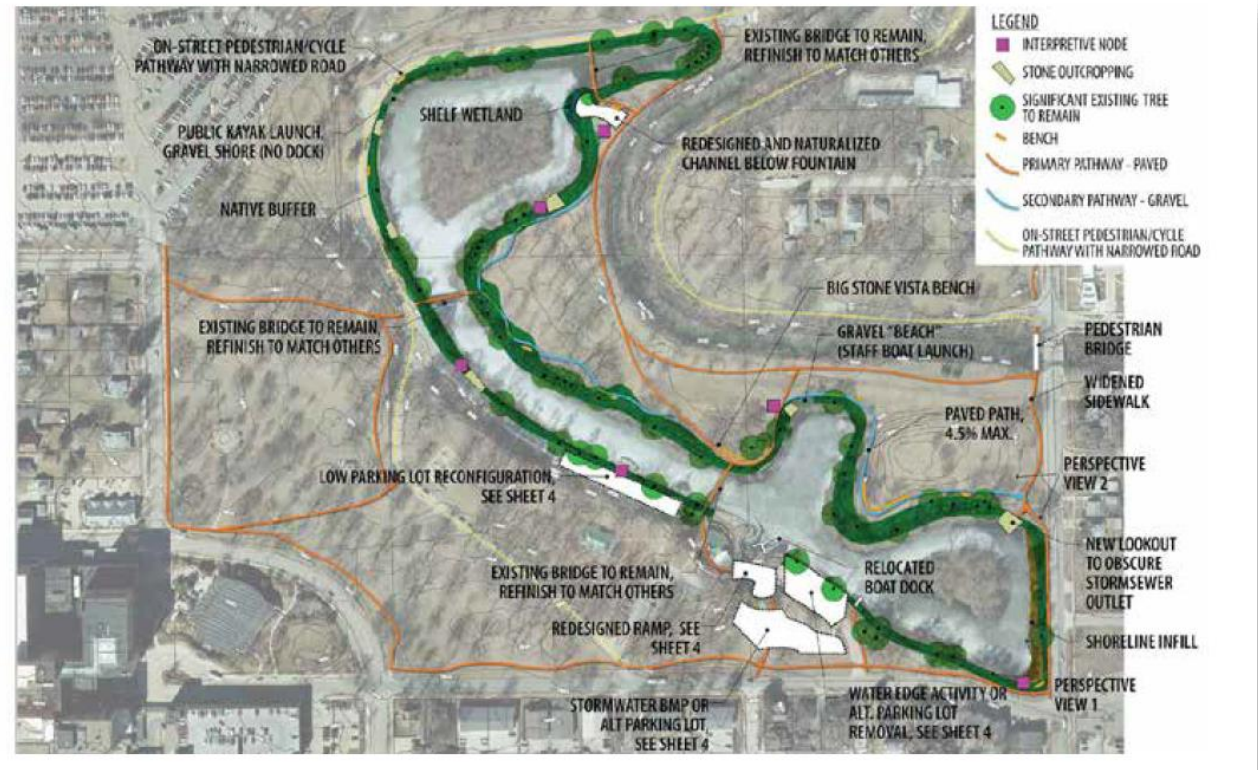 ON-STREET PEDESTRIAN/CYCLE
PATHWAY WITH NARROWED ROAD
EXISTING BRIDGE TO REMAIN,
REFINISH TO MATCH OTHERS
LEGEND
INTERPRETIVE NODE
STONE OUTCROPPING
SIGNIFICANT EXISTING TREE
TO REMAIN
BENCH
PRIMARY PATHWAY - PAVED
SECONDARY PATHWAY - GRAVEL
ON-STREET PEDESTRIAN/CYCLE
PATHWAY WITH NARROWED ROAD
SHELF WETLAND
PUBLIC KAYAK LAUNCH,
GRAVEL SHORE (NO DOCK)
REDESIGNED AND NATURALIZED
CHANNEL BELOW FOUNTAIN
NATIVE BUFFER
BIG STONE VISTA BENCH
EXISTING BRIDGE TO REMAIN,
REFINISH TO MATCH OTHERS
GRAVEL "BEACH"
(STAFF BOAT LAUNCH)
PEDESTRIAN
BRIDGE
WIDENED
SIDEWALK
PAVED PATH,
4.5% MAX.
PERSPECTIVE
VIEW 2
LOW PARKING LOT RECONFIGURATION,
SEE SHEET 4
NEW LOOKOUT
TO OBSCURE
STORMSEWER
OUTLET
EXISTING BRIDGE TO REMAIN,
REFINISH TO MATCH OTHERS
RELOCATED
BOAT DOCK
REDESIGNED RAMP, SEE
SHEET 4
SHORELINE INFILL
STORMWATER BMP OR
ALT PARKING LOT,
SEE SHEET 4
WATER EDGE ACTIVITY OR
ALT. PARKING LOT
REMOVAL, SEE SHEET 4
PERSPECTIVE
VIEW 1